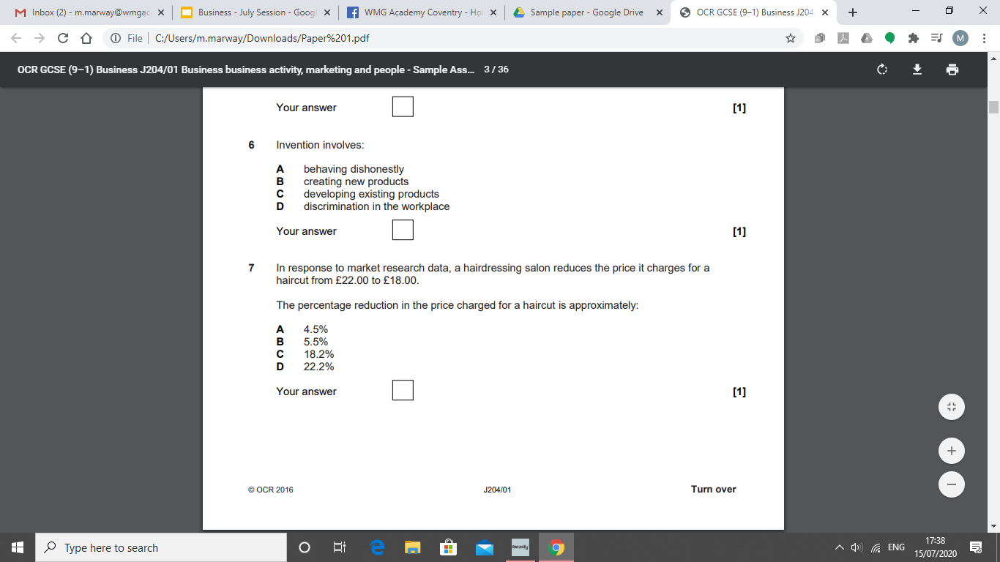 Inbox (2) - m.marway@wmgac
Business - July Session - Googl
WMG Academy Coventry - Ho
Sample paper - Google Drive
OCR GCSE (9–1) Business J204
File
C:/Users/m.marway/Downloads/Paper%201.pdf
M
OCR GCSE (9–1) Business J204/01 Business business activity, marketing and people - Sample Ass... 3 / 36
Your answer [1]
6 Invention involves:
A behaving dishonestly
B creating new products
C developing existing products
D discrimination in the workplace
Your answer [1]
7 In response to market research data, a hairdressing salon reduces the price it charges for a
haircut from £22.00 to £18.00.
The percentage reduction in the price charged for a haircut is approximately:
A 4.5%
B 5.5%
C 18.2%
D 22.2%
Your answer [1]
© OCR 2016 J204/01 Turn over
Type here to search
RM Unify
ENG
17:38
15/07/2020